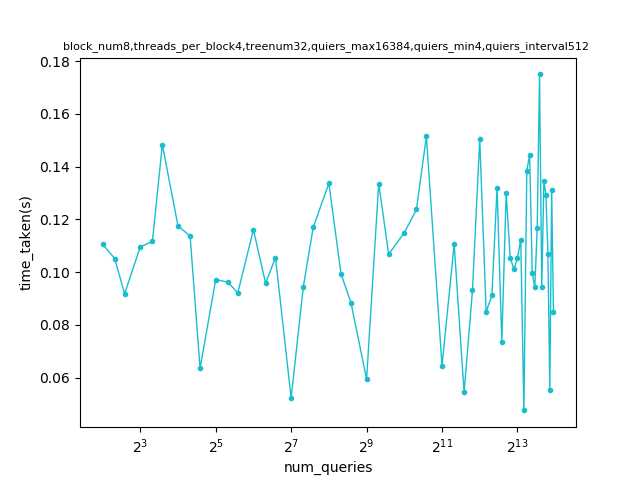 block_num8,threads_per_block4,treenum32,quiers_max16384,quiers_min4,quiers_interval512
0.18
0.16
0.14
0.12
0.10
0.08
0.06
time_taken(s)
2^3 2^5 2^7 2^9 2^11 2^13
num_queries